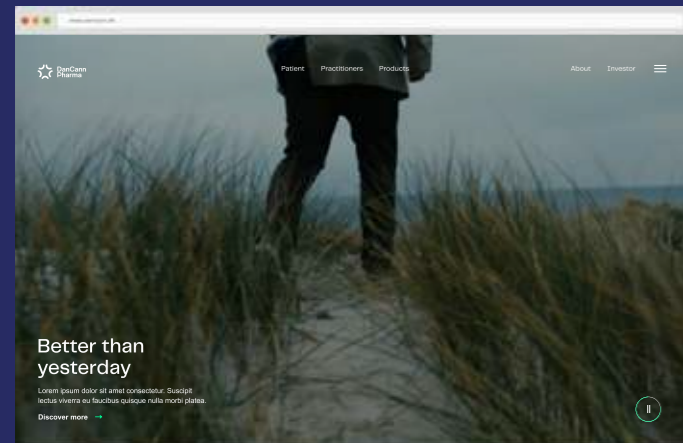 DanCann
Pharma
Patient Practitioners Products
About Investor
Better than
yesterday
Lorem ipsum dolor sit amet consectetur. Suscipit
lectus viverra eu faucibus quisque nulla morbi platea.
Discover more →